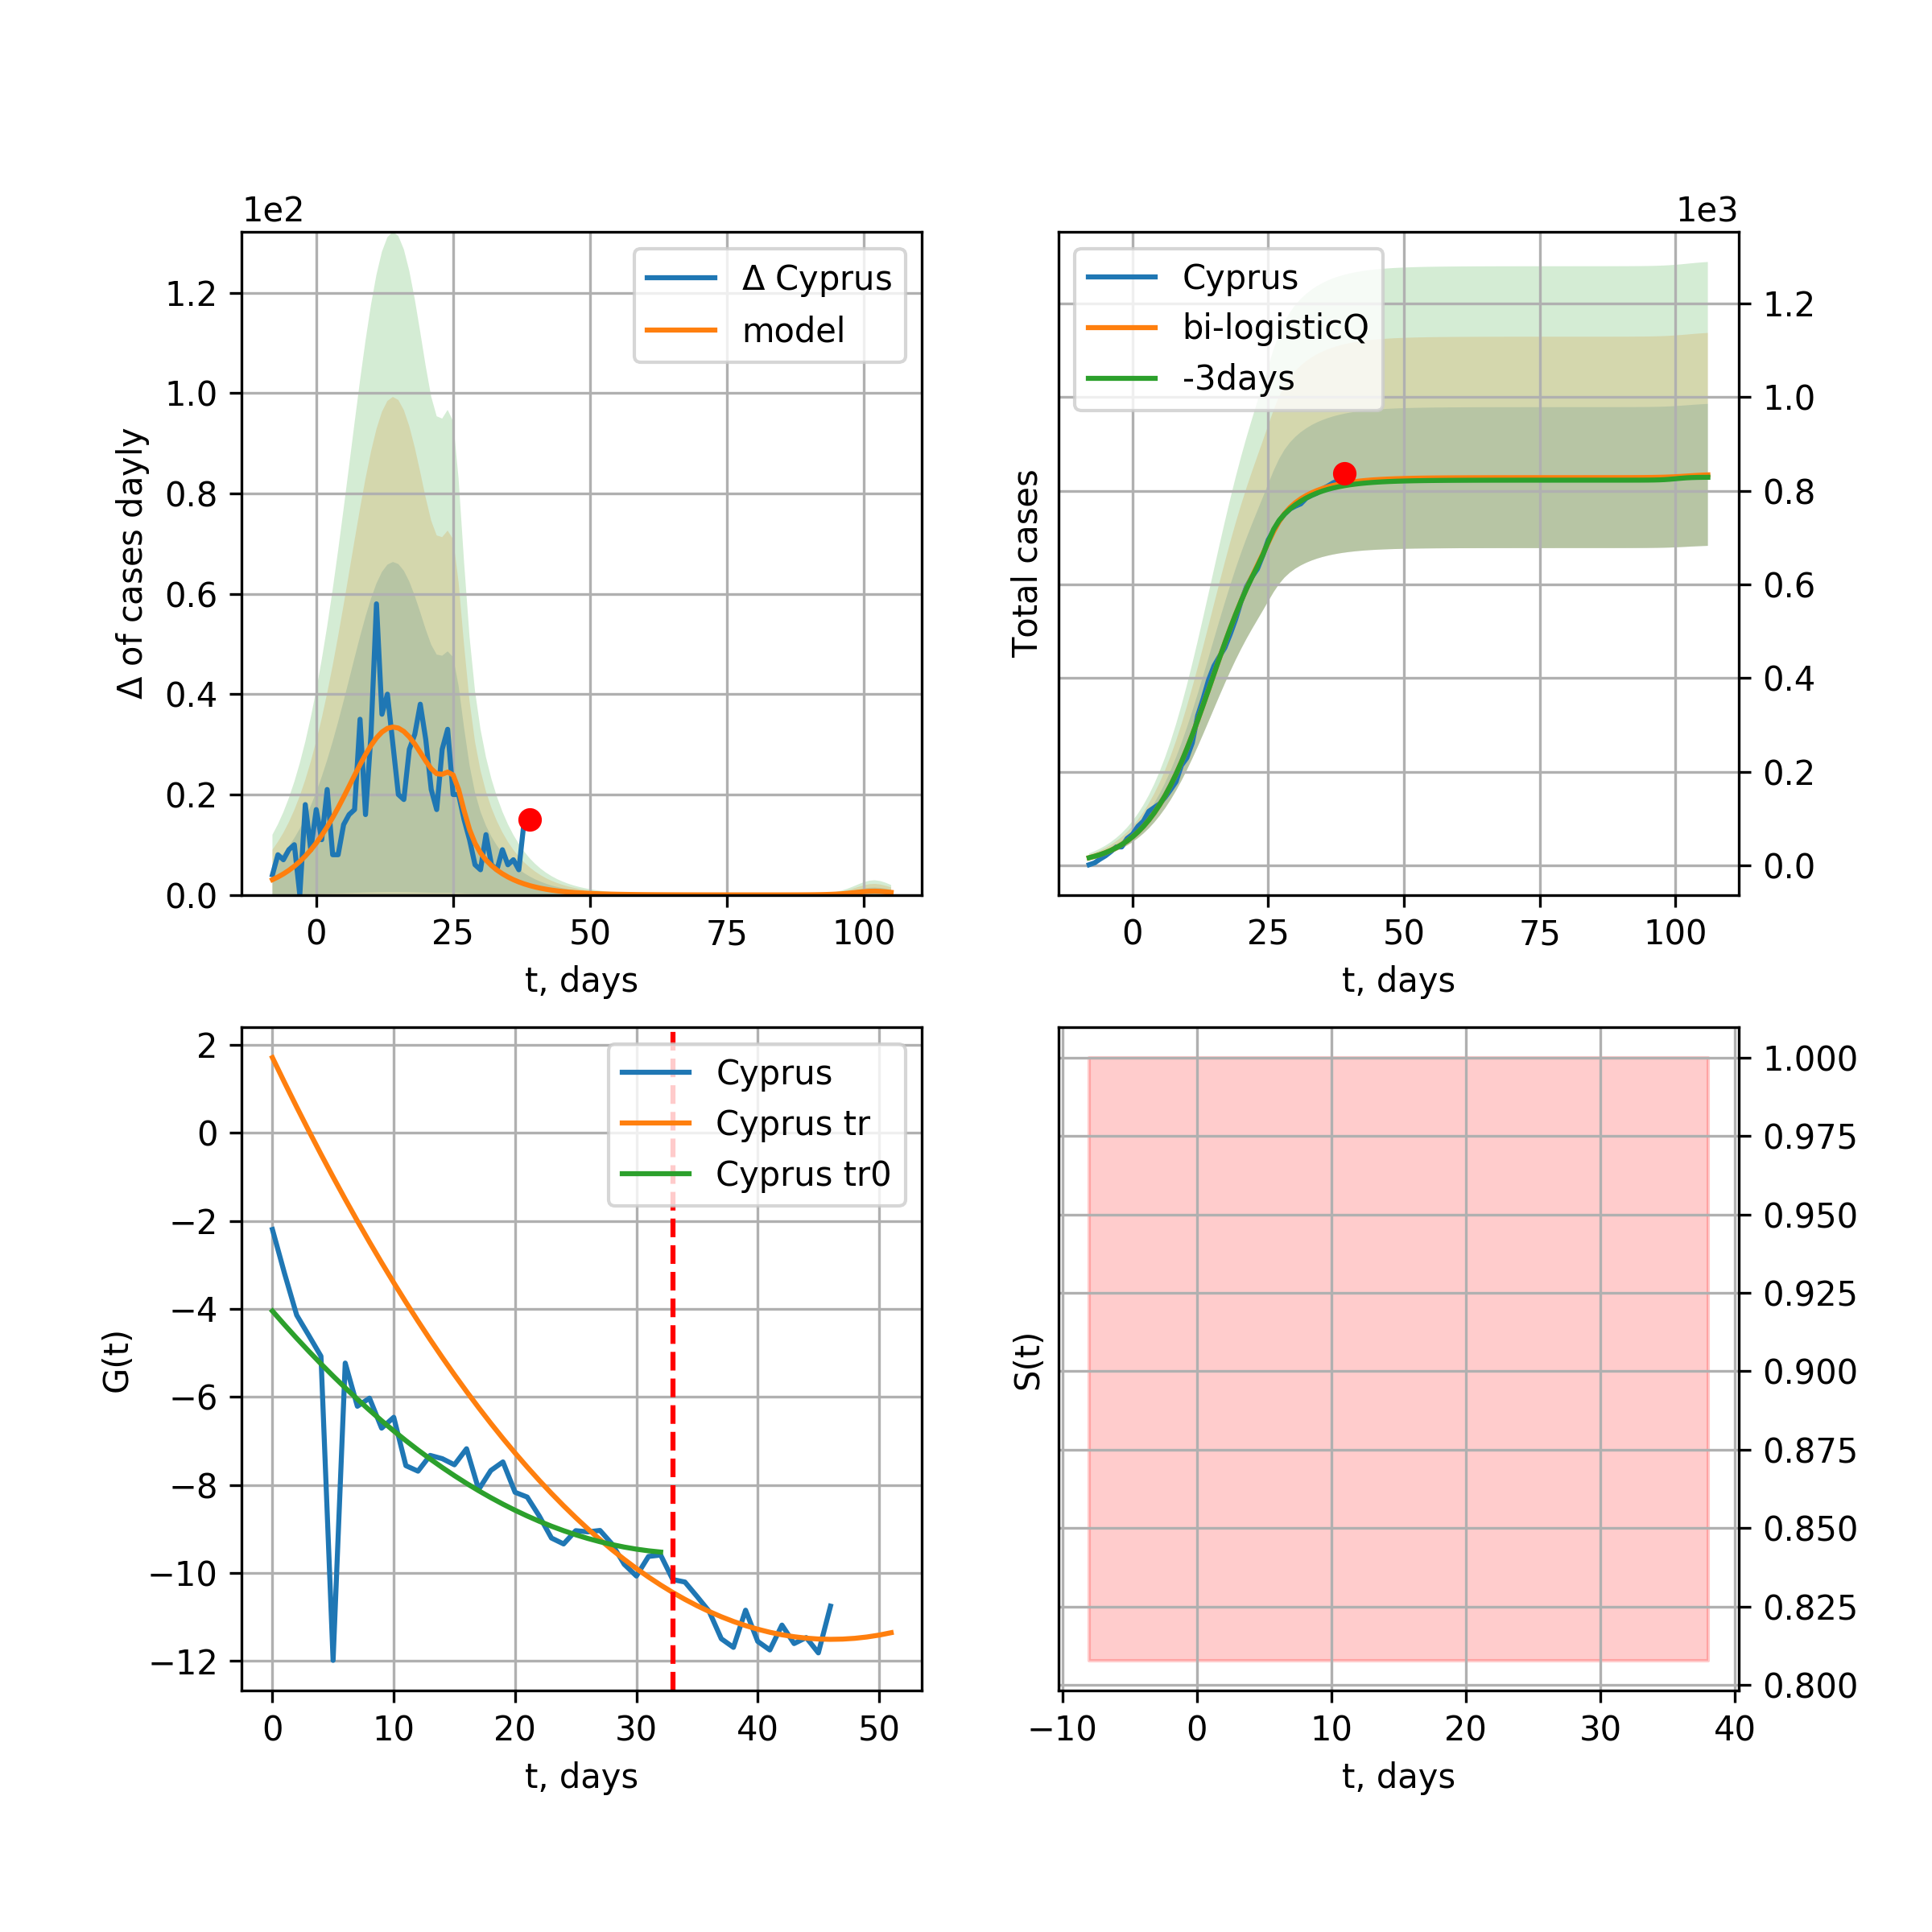 1e2
Δ of cases dayly
1.2
1.0
0.8
0.6
0.4
0.2
0.0
Δ Cyprus
model
0 25 50 75 100
t, days
1e3
Total cases
Cyprus
bi-logisticQ
-3days
1.2
1.0
0.8
0.6
0.4
0.2
0.0
0 25 50 75 100
t, days
G(t)
2
0
−2
−4
−6
−8
−10
−12
Cyprus
Cyprus tr
Cyprus tr0
0 10 20 30 40 50
t, days
S(t)
1.000
0.975
0.950
0.925
0.900
0.875
0.850
0.825
0.800
−10 0 10 20 30 40
t, days